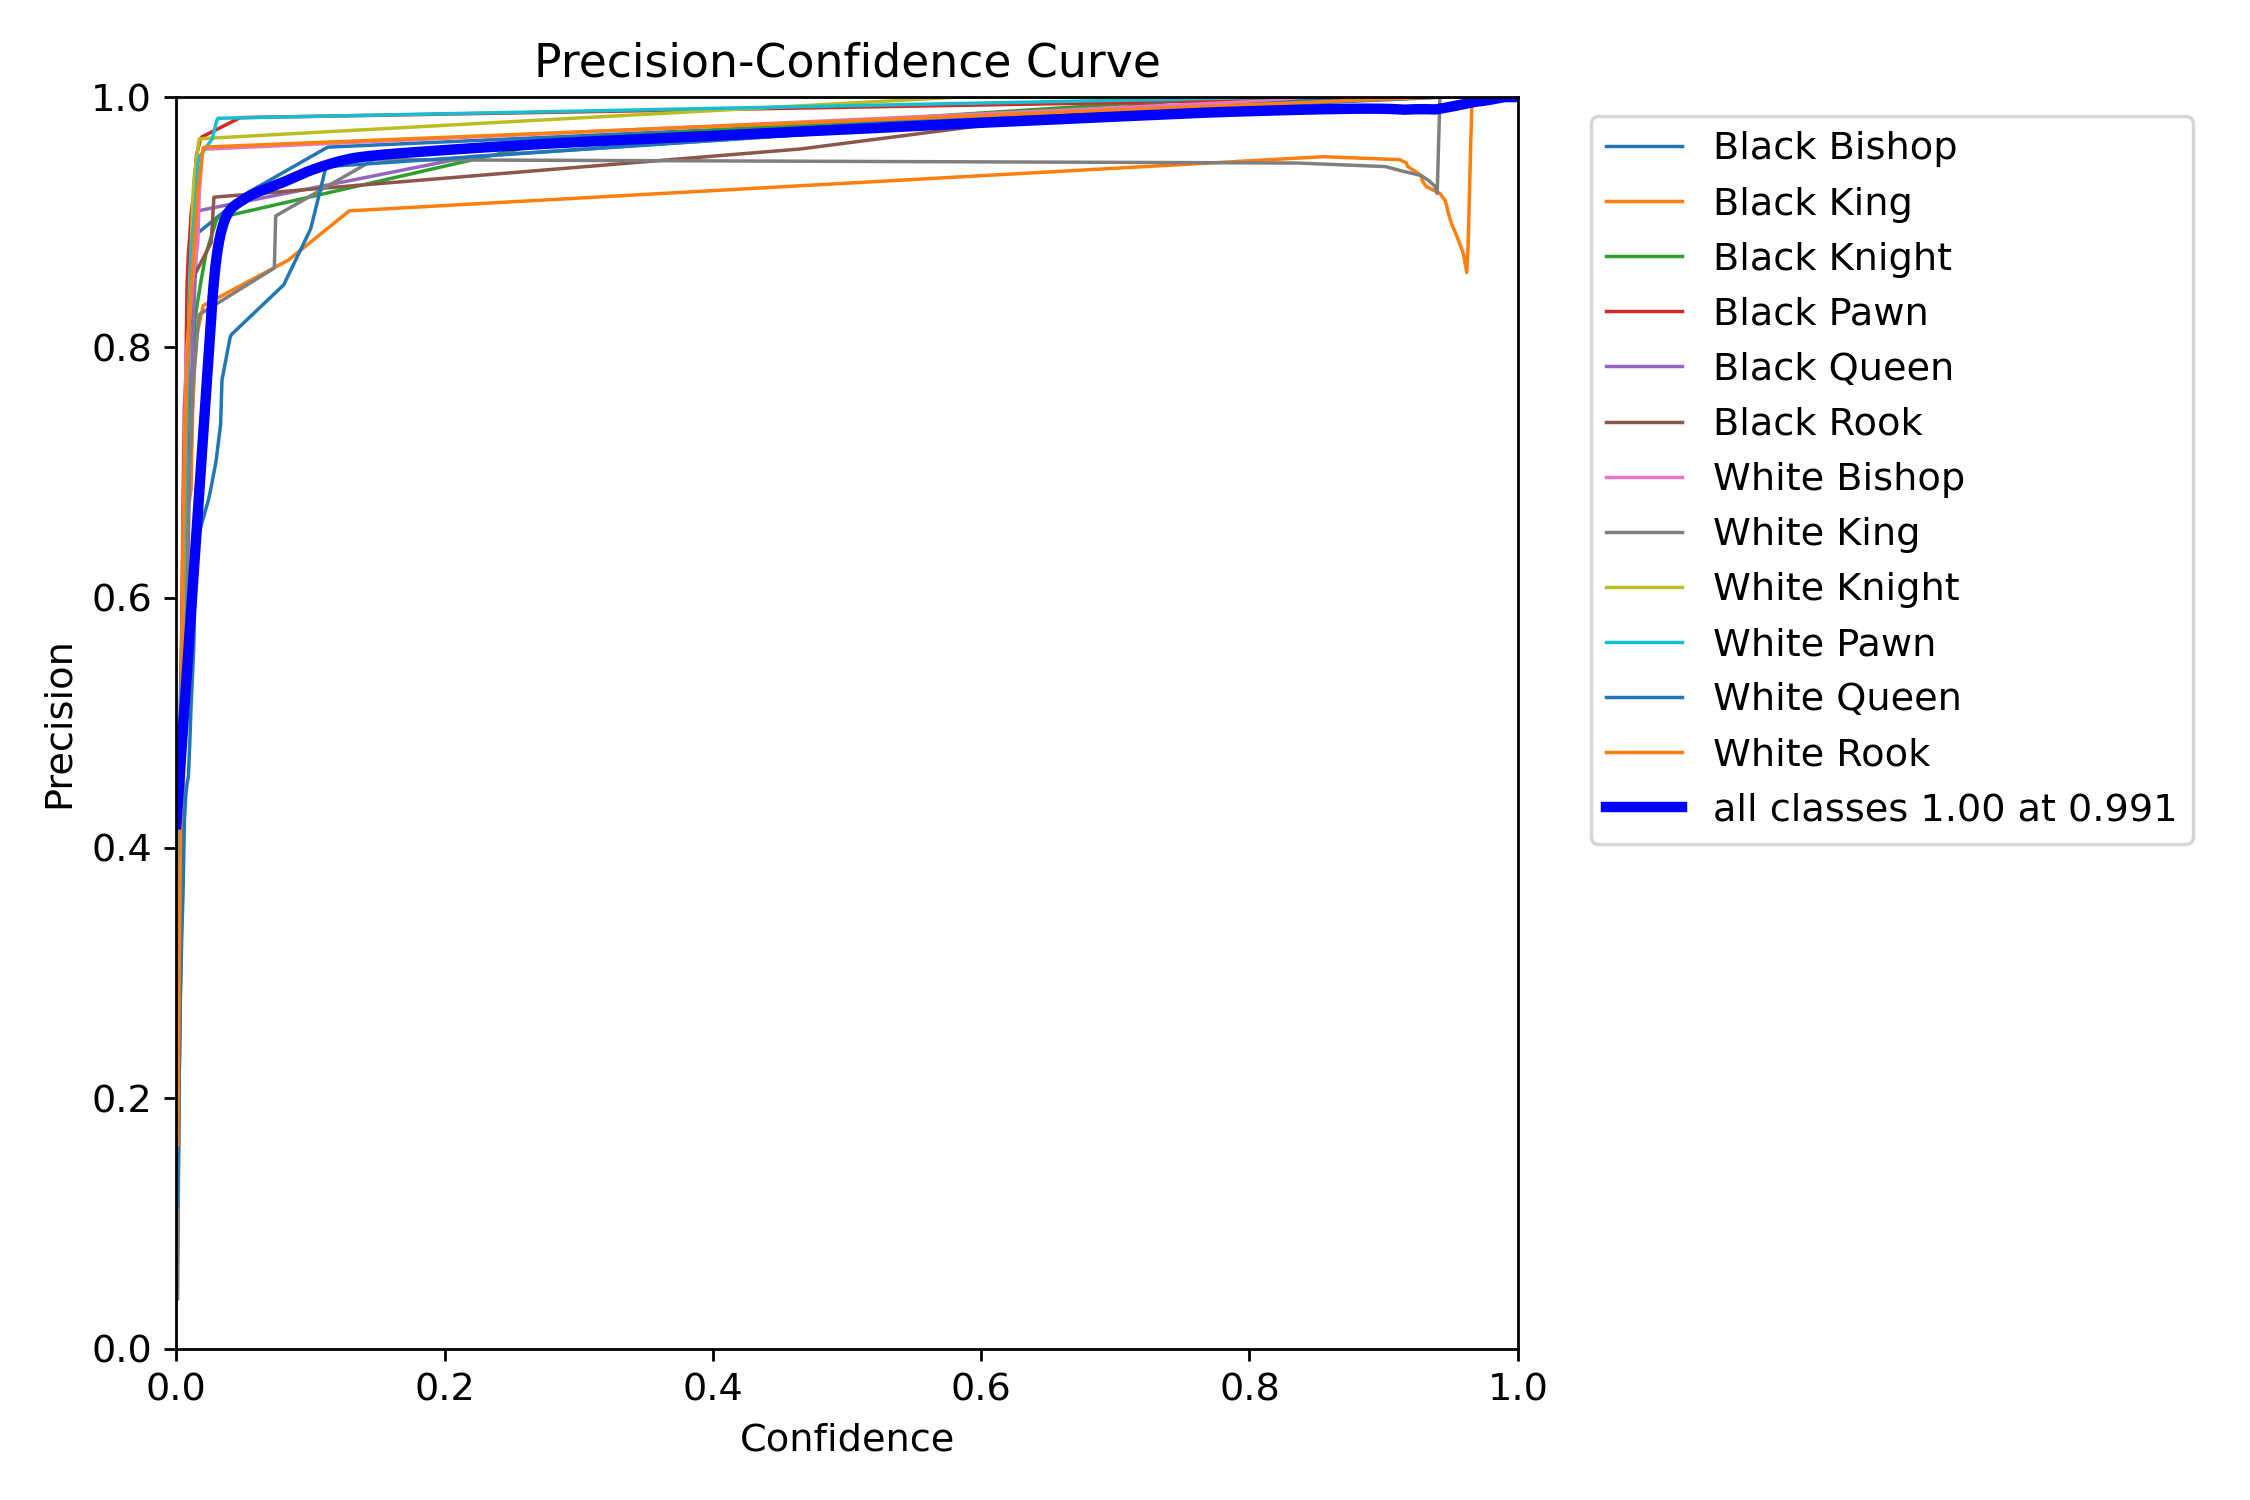 Precision-Confidence Curve
1.0
0.8
0.6
0.4
0.2
0.0
Precision
0.0 0.2 0.4 0.6 0.8 1.0
Confidence
Black Bishop
Black King
Black Knight
Black Pawn
Black Queen
Black Rook
White Bishop
White King
White Knight
White Pawn
White Queen
White Rook
all classes 1.00 at 0.991